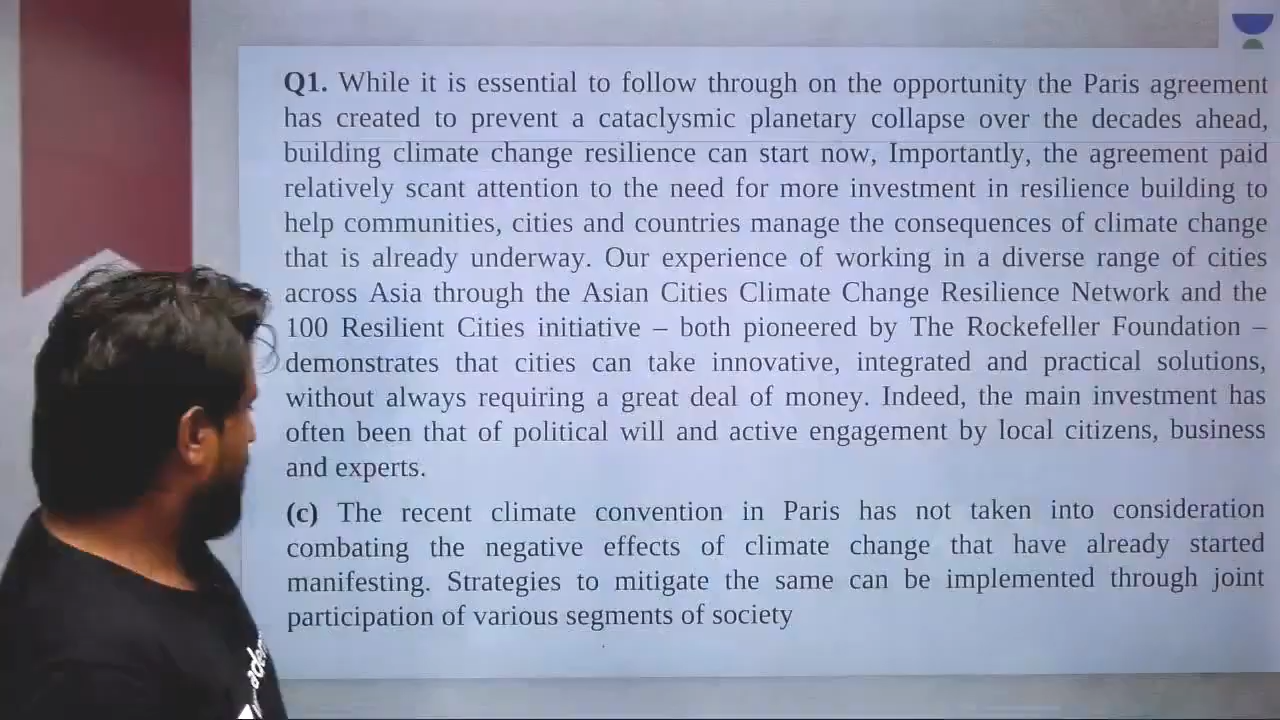 Q1. While it is essential to follow through on the opportunity the Paris agreement
has created to prevent a cataclysmic planetary collapse over the decades ahead,
building climate change resilience can start now, Importantly, the agreement paid
relatively scant attention to the need for more investment in resilience building to
help communities, cities and countries manage the consequences of climate change
that is already underway. Our experience of working in a diverse range of cities
across Asia through the Asian Cities Climate Change Resilience Network and the
100 Resilient Cities initiative – both pioneered by The Rockefeller Foundation –
demonstrates that cities can take innovative, integrated and practical solutions,
without always requiring a great deal of money. Indeed, the main investment has
often been that of political will and active engagement by local citizens, business
and experts.
(c) The recent climate convention in Paris has not taken into consideration
combating the negative effects of climate change that have already started
manifesting. Strategies to mitigate the same can be implemented through joint
participation of various segments of society